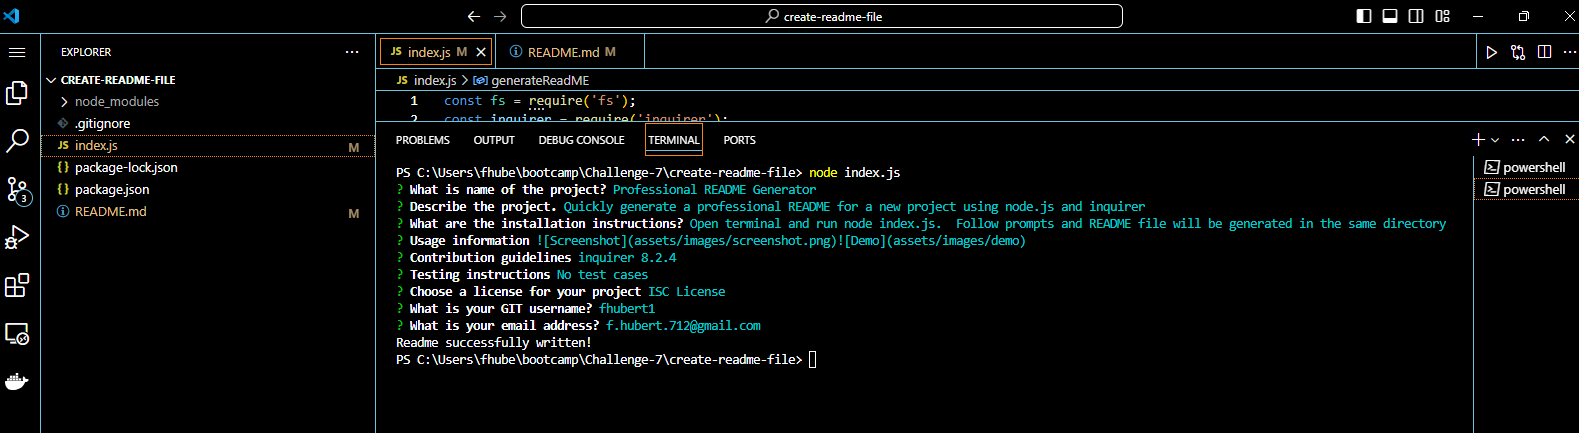 create-readme-file
EXPLORER
CREATE-README-FILE
node_modules
.gitignore
JS index.js M
{} package-lock.json
{} package.json
README.md M
3
JS index.js M
README.md M
JS index.js > generateReadME
1 const fs = require('fs');
2 const inquirer = require('inquirer');
PROBLEMS OUTPUT DEBUG CONSOLE TERMINAL PORTS
PS C:\Users\fhube\bootcamp\Challenge-7\create-readme-file> node index.js
? What is name of the project? Professional README Generator
? Describe the project. Quickly generate a professional README for a new project using node.js and inquirer
? What are the installation instructions? Open terminal and run node index.js.  Follow prompts and README file will be generated in the same directory
? Usage information ![Screenshot](assets/images/screenshot.png)![Demo](assets/images/demo)
? Contribution guidelines inquirer 8.2.4
? Testing instructions No test cases
? Choose a license for your project ISC License
? What is your GIT username? fhubert1
? What is your email address? f.hubert.712@gmail.com
Readme successfully written!
PS C:\Users\fhube\bootcamp\Challenge-7\create-readme-file>
powershell
powershell